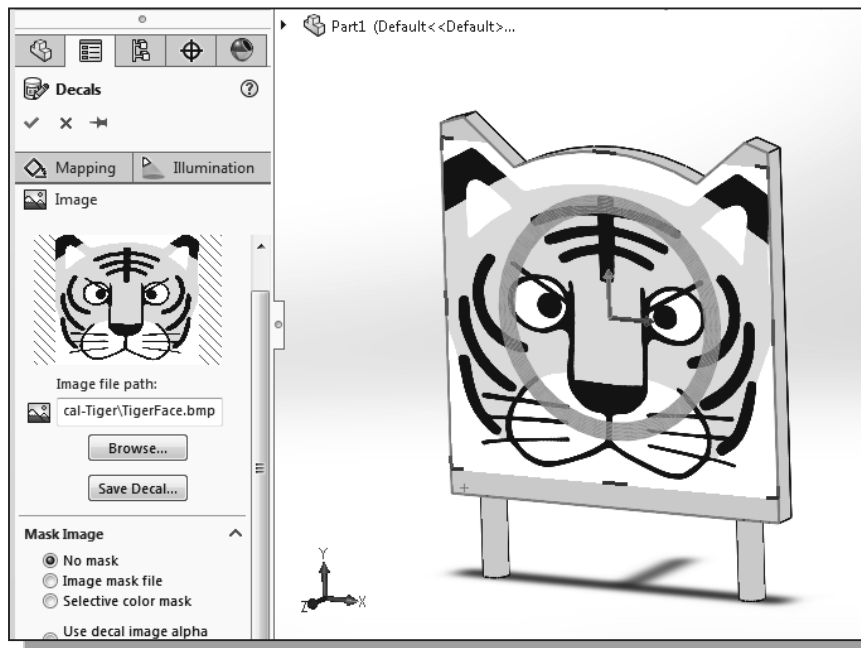 Part1 (Default<<Default>...
Decals
Mapping
Illumination
Image
Image file path:
cal-Tiger\TigerFace.bmp
Browse...
Save Decal...
Mask Image
No mask
Image mask file
Selective color mask
Use decal image alpha
Y
Z
X